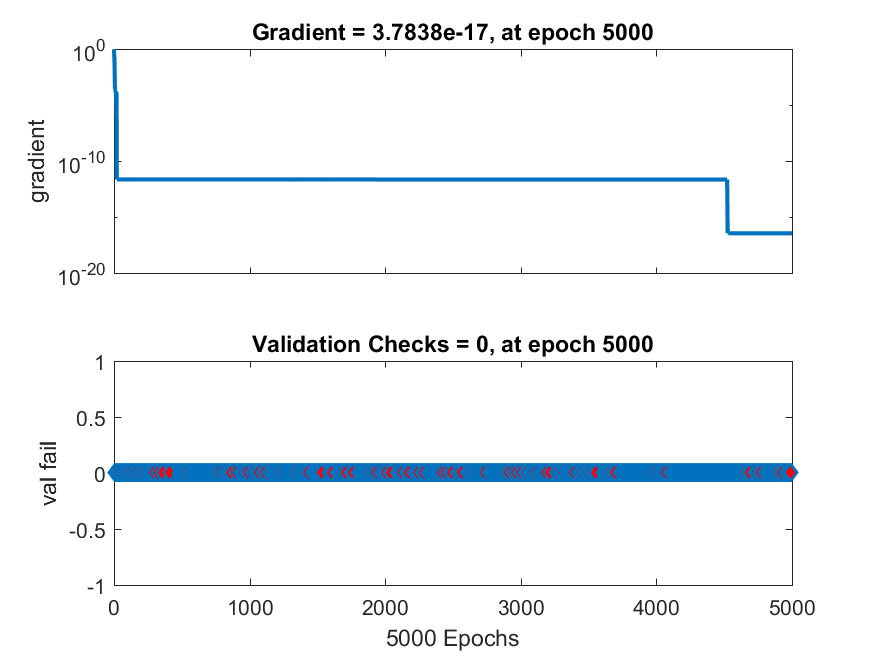 Gradient = 3.7838e-17, at epoch 5000
10^0
10^-10
10^-20
gradient
Validation Checks = 0, at epoch 5000
1
0.5
0
-0.5
-1
val fail
0 1000 2000 3000 4000 5000
5000 Epochs